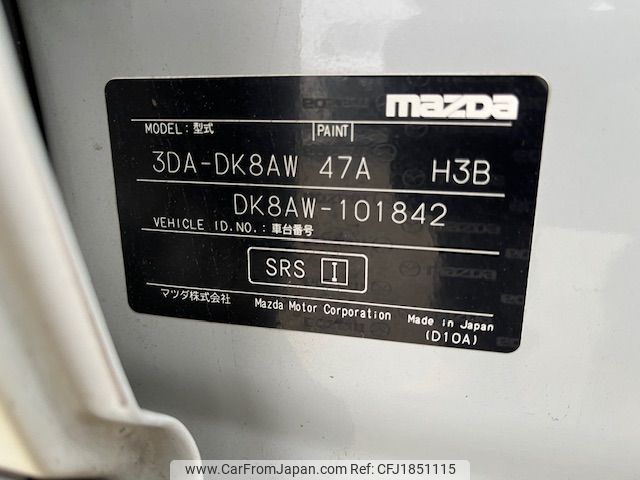 mazda
MODEL: 型式 PAINT
3DA-DK8AW 47A H3B
DK8AW-101842
VEHICLE ID.NO.: 車台番号
SRS I
マツダ株式会社 Mazda Motor Corporation Made in Japan
(D10A)
www.CarFromJapan.com - CFJ1851115